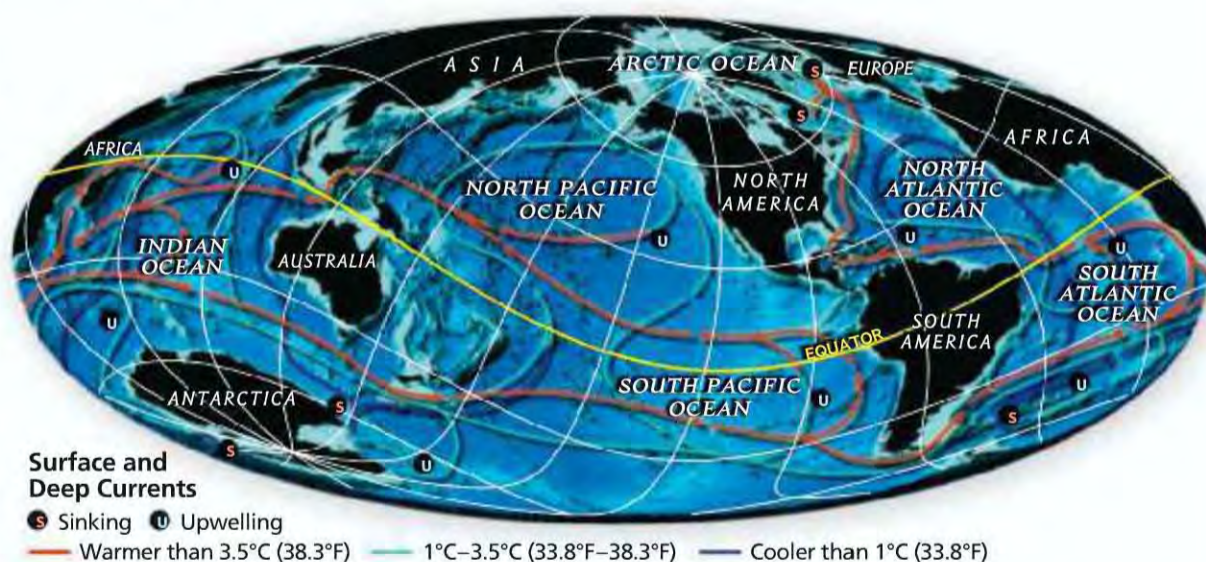 ASIA
ARCTIC OCEAN
S
EUROPE
S
AFRICA
AFRICA
U
NORTH PACIFIC
OCEAN
NORTH
AMERICA
NORTH
ATLANTIC
OCEAN
INDIAN
OCEAN
AUSTRALIA
U
U
U
SOUTH
ATLANTIC
OCEAN
U
EQUATOR
SOUTH
AMERICA
SOUTH PACIFIC
OCEAN
U
U
ANTARCTICA
S
S
S
U
Surface and
Deep Currents
S Sinking U Upwelling
Warmer than 3.5°C (38.3°F) 1°C–3.5°C (33.8°F–38.3°F) Cooler than 1°C (33.8°F)